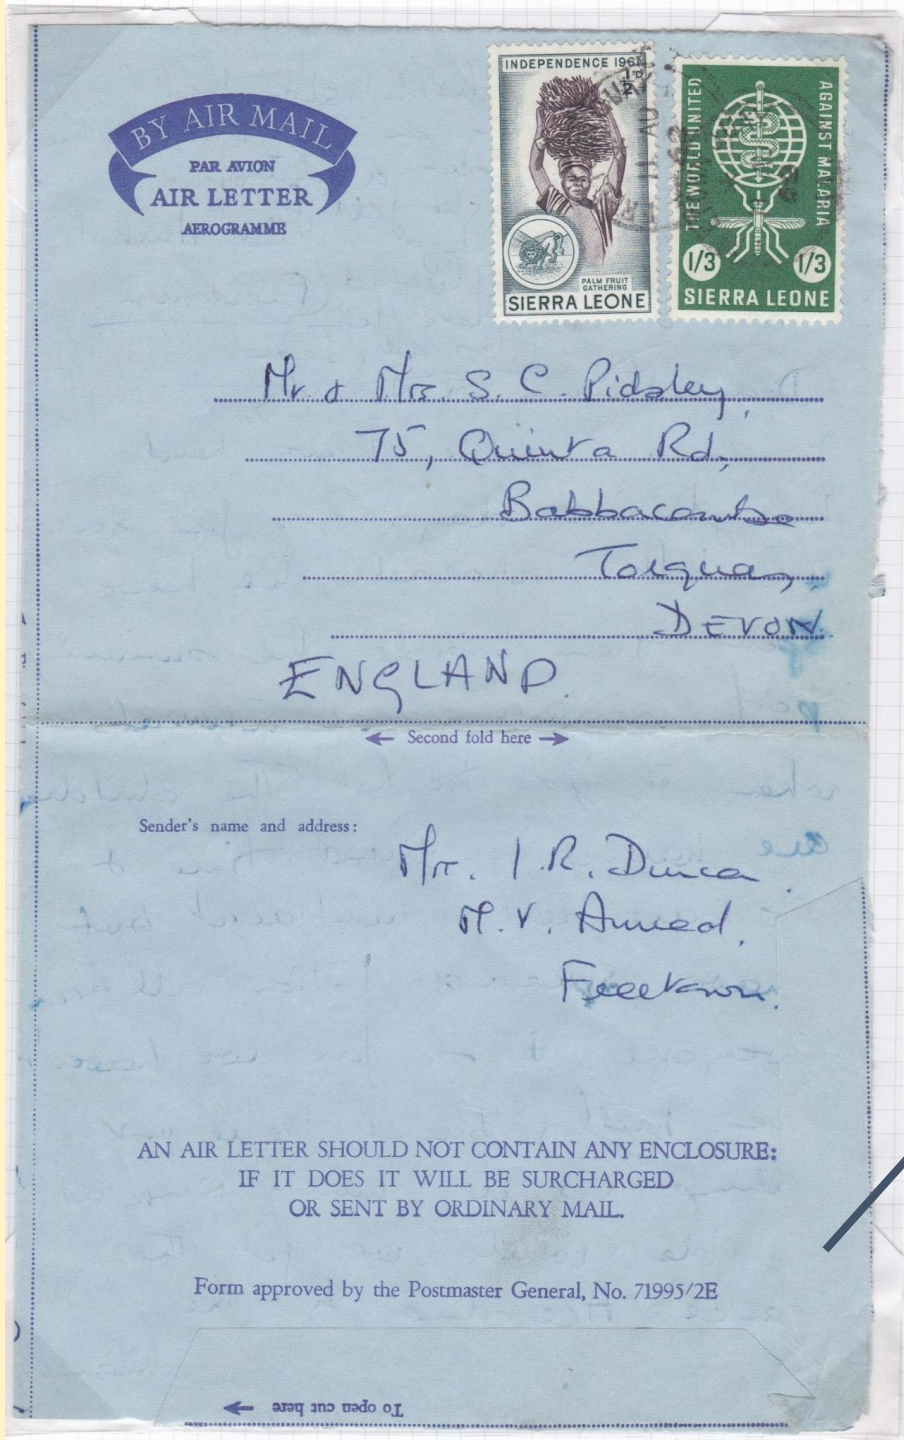 BY AIR MAIL
PAR AVION
AIR LETTER
AEROGRAMME
INDEPENDENCE 1961
½D
PALM FRUIT
GATHERING
SIERRA LEONE
THE WORLD UNITED
AGAINST MALARIA
1/3 1/3
SIERRA LEONE
Mr & Mrs. S. C. Pidsley,
75, Quinta Rd,
Babbacombe
Torquay,
DEVON.
ENGLAND.
Second fold here
Sender's name and address:
I. R. Duncan.
M. V.
Freetown.
AN AIR LETTER SHOULD NOT CONTAIN ANY ENCLOSURE:
IF IT DOES IT WILL BE SURCHARGED
OR SENT BY ORDINARY MAIL.
Form approved by the Postmaster General, No. 71995/2E
To open cut here